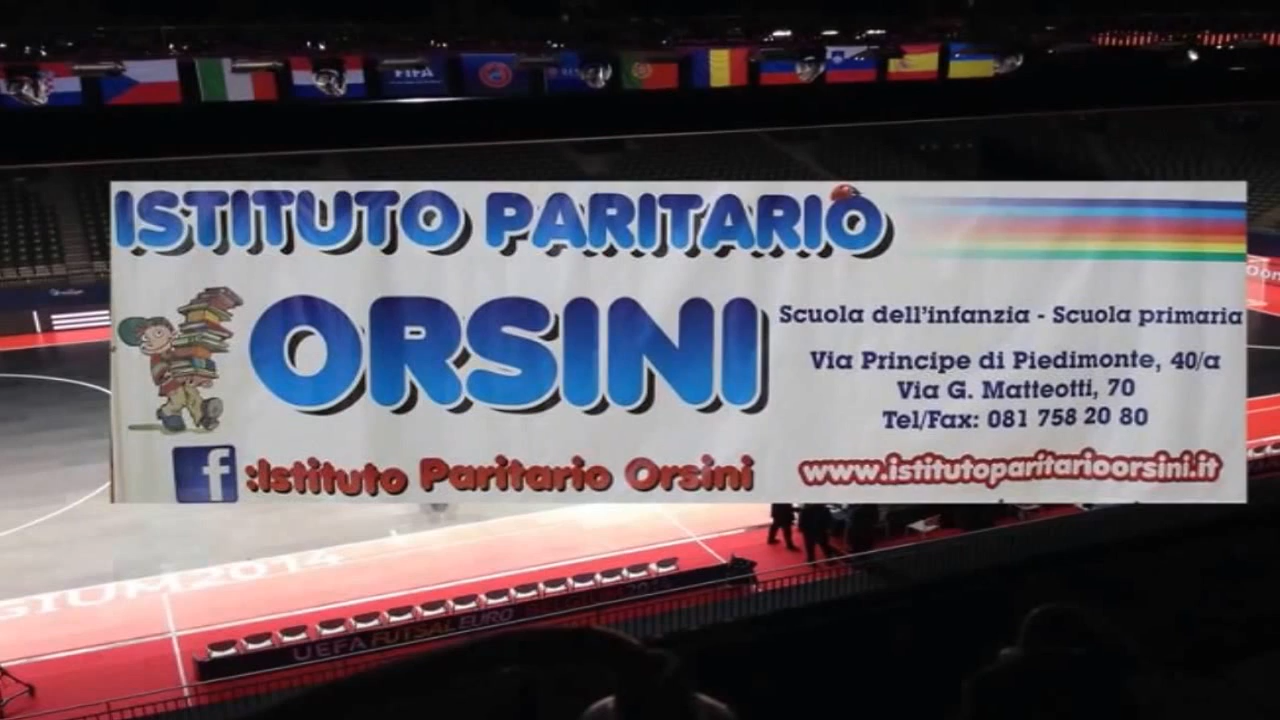 FIFA
ISTITUTO PARITARIO
ORSINI
Scuola dell'infanzia - Scuola primaria
Via Principe di Piedimonte, 40/a
Via G. Matteotti, 70
Tel/Fax: 081 758 20 80
f :Istituto Paritario Orsini
www.istitutoparitarioorsini.it
GIUM2014
UEFA FUTSAL EURO